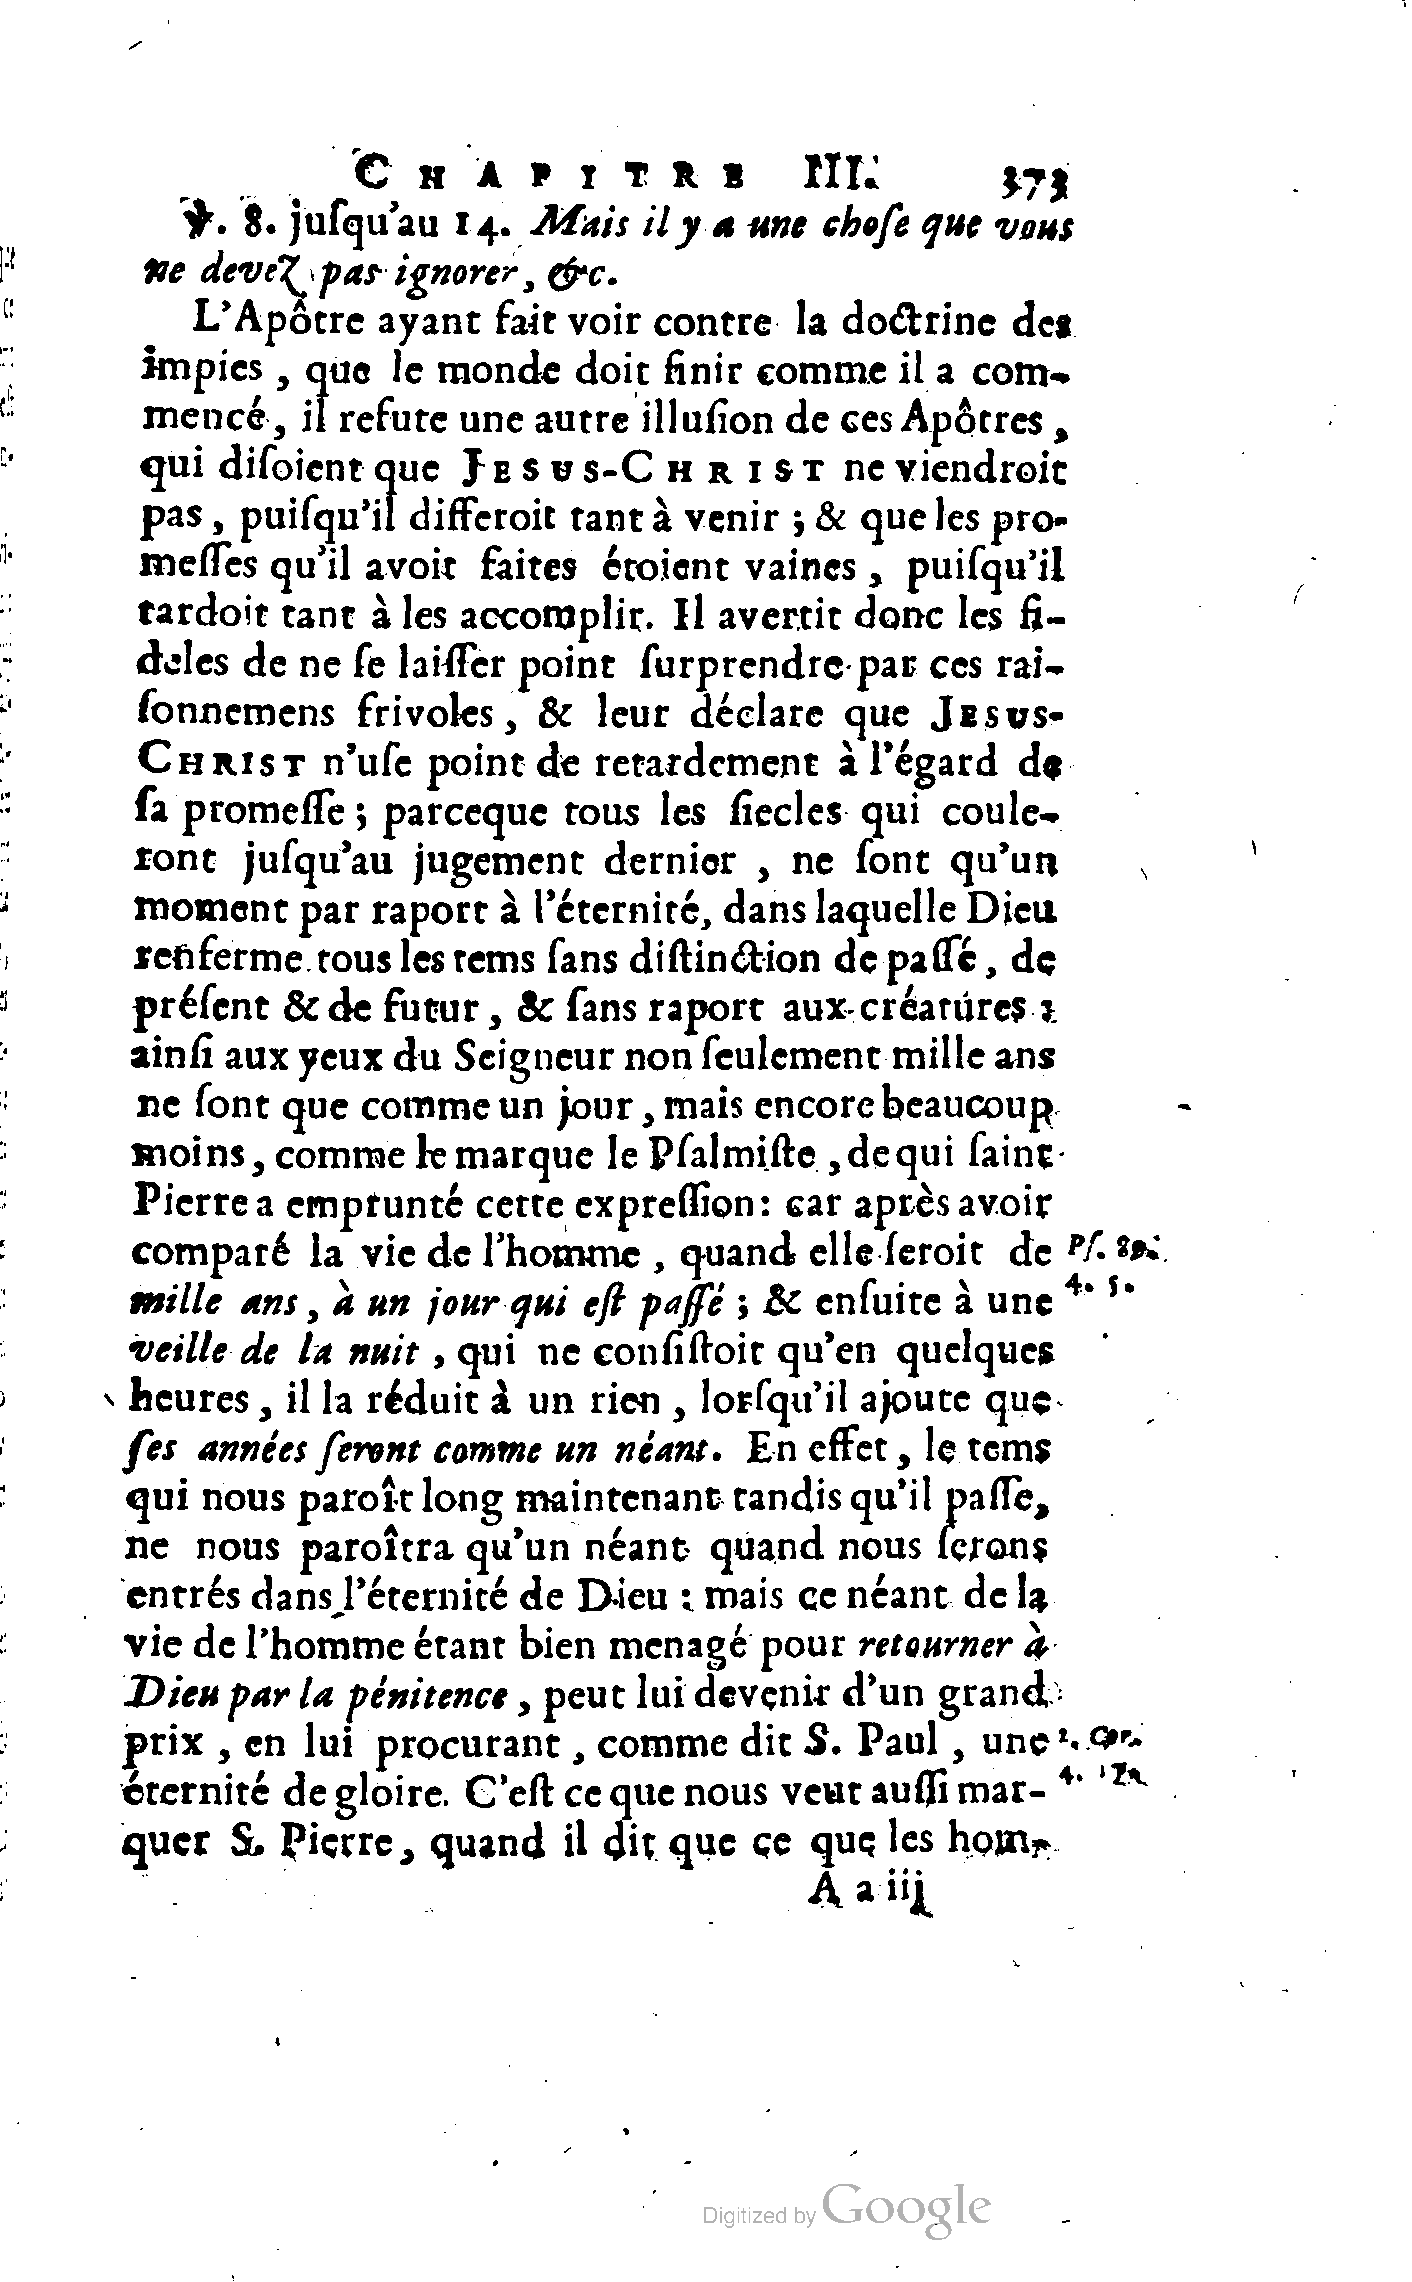 CHAPITRE III. 373
℣. 8. juſqu'au 14. Mais il y a une choſe que vous
ne devez pas ignorer, &c.
L'Apôtre ayant fait voir contre la doctrine des
impies, que le monde doit finir comme il a com-
mencé, il refute une autre illuſion de ces Apôtres,
qui diſoient que JESUS-CHRIST ne viendroit
pas, puiſqu'il differoit tant à venir; & que les pro-
meſſes qu'il avoit faites étoient vaines, puiſqu'il
tardoit tant à les accomplir. Il avertit donc les fi-
deles de ne ſe laiſſer point ſurprendre par ces rai-
ſonnemens frivoles, & leur déclare que JESUS-
CHRIST n'uſe point de retardement à l'égard de
ſa promeſſe; parceque tous les ſiecles qui coule-
ront juſqu'au jugement dernier, ne ſont qu'un
moment par raport à l'éternité, dans laquelle Dieu
renferme tous les tems ſans diſtinction de paſſé, de
préſent & de futur, & ſans raport aux créatures :
ainſi aux yeux du Seigneur non ſeulement mille ans
ne ſont que comme un jour, mais encore beaucoup
moins, comme le marque le Pſalmiſte, de qui ſaint
Pierre a emprunté cette expreſſion: car après avoir
comparé la vie de l'homme, quand elle ſeroit de
Pſ. 89.
mille ans, à un jour qui eſt paſſé; & enſuite à une
4. 5.
veille de la nuit, qui ne conſiſtoit qu'en quelques
heures, il la réduit à un rien, lorſqu'il ajoute que
ſes années ſeront comme un néant. En effet, le tems
qui nous paroît long maintenant tandis qu'il paſſe,
ne nous paroîtra qu'un néant quand nous ſerons
entrés dans l'éternité de Dieu : mais ce néant de la
vie de l'homme étant bien menagé pour retourner à
Dieu par la pénitence, peut lui devenir d'un grand
prix, en lui procurant, comme dit S. Paul, une
2. Cor.
éternité de gloire. C'eſt ce que nous veut auſſi mar-
4. 17.
quer S. Pierre, quand il dit que ce que les hom-
A a iij
Digitized by Google